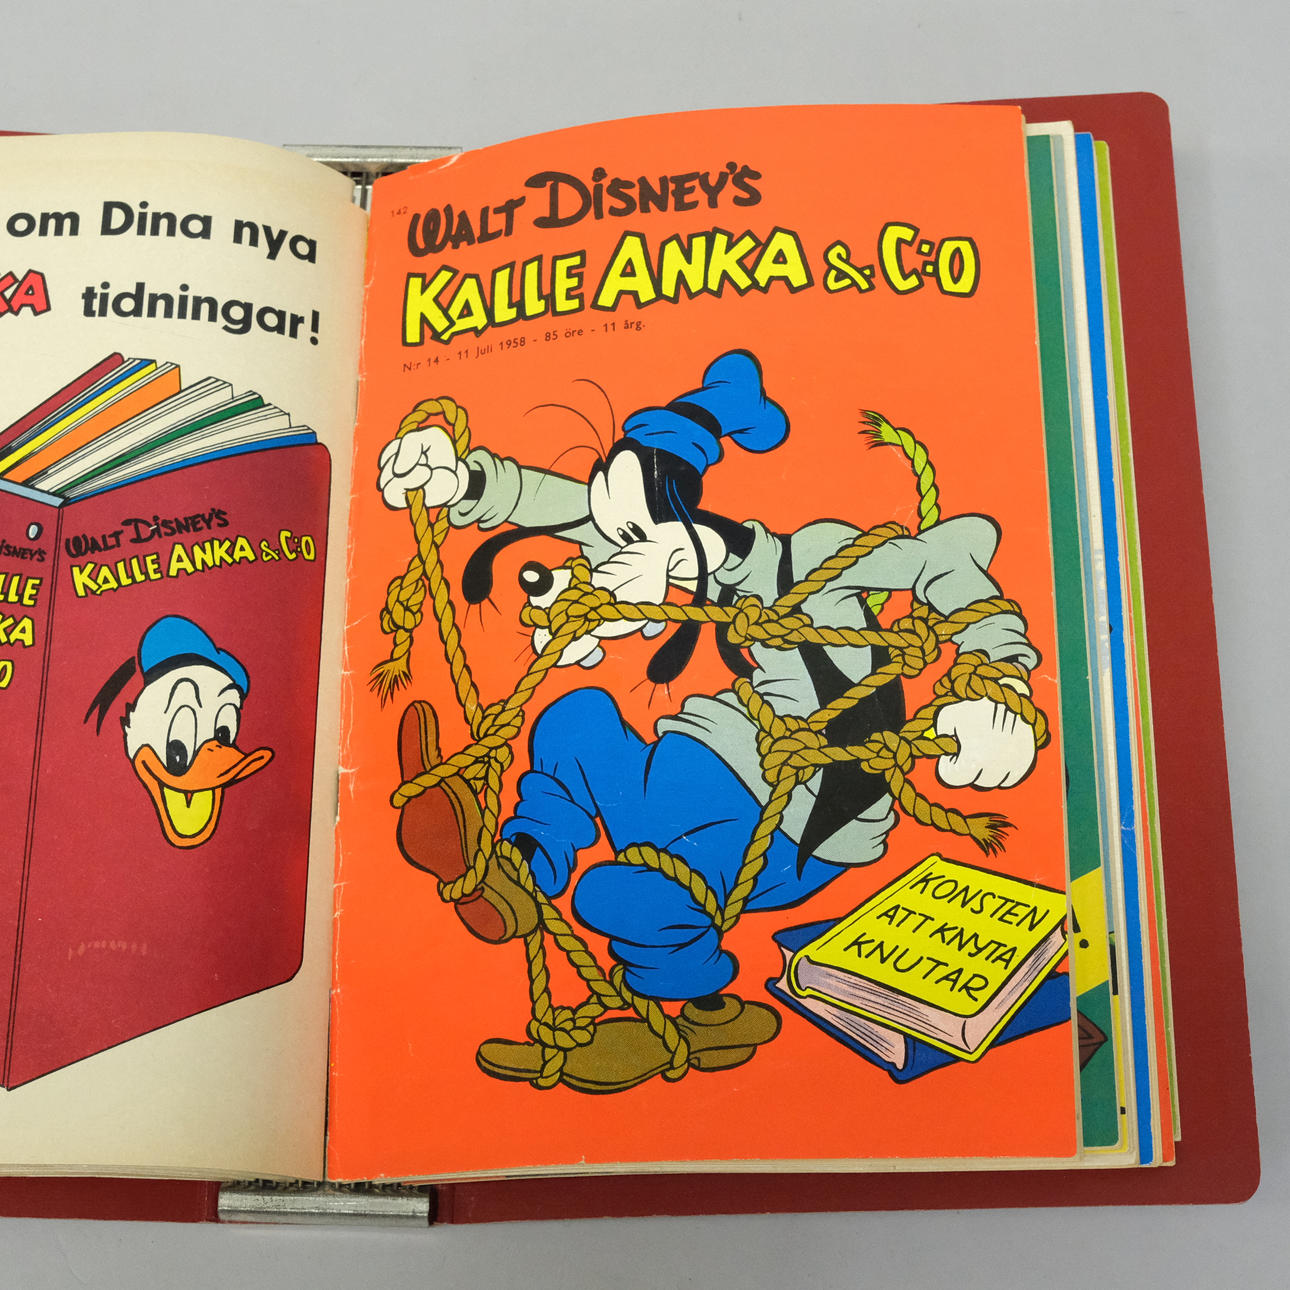 om Dina nya
KA tidningar!
WALT DISNEY'S
KALLE ANKA & C:O
ISNEY'S
LLE
KA
O
142
WALT DISNEY'S
KALLE ANKA & C:O
N:r 14 - 11 Juli 1958 - 85 öre - 11 årg.
KONSTEN
ATT KNYTA
KNUTAR